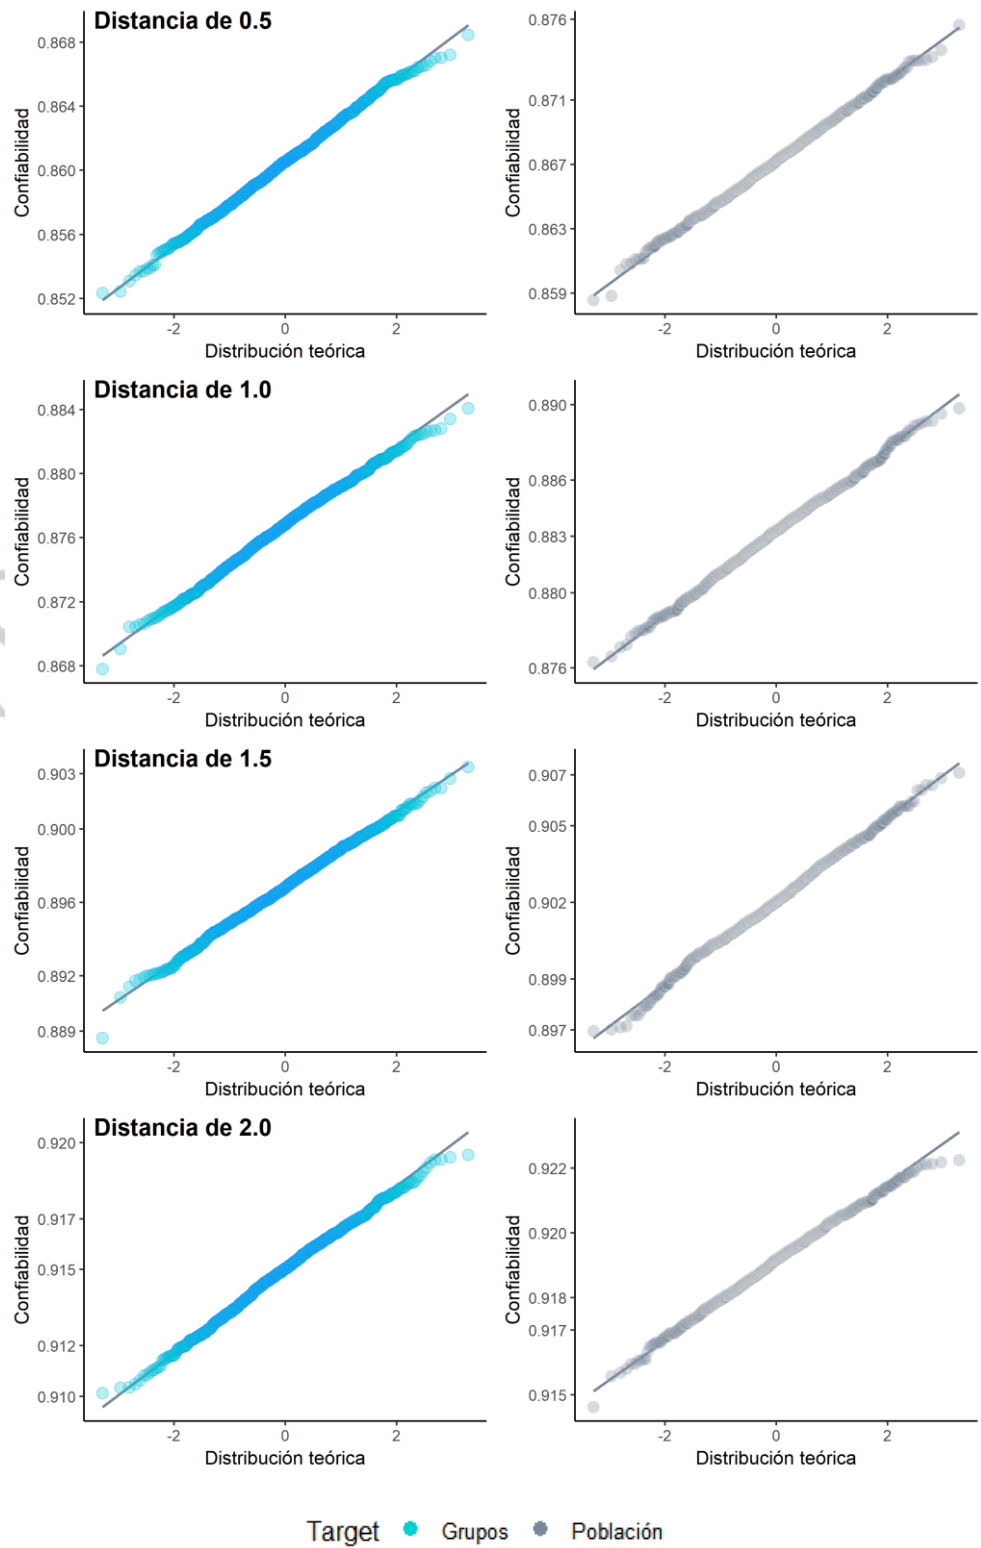 Distancia de 0.5
Confiabilidad
0.868
0.864
0.860
0.856
0.852
-2 0 2
Distribución teórica
Confiabilidad
0.876
0.871
0.867
0.863
0.859
-2 0 2
Distribución teórica
Distancia de 1.0
Confiabilidad
0.884
0.880
0.876
0.872
0.868
-2 0 2
Distribución teórica
Confiabilidad
0.890
0.886
0.883
0.880
0.876
-2 0 2
Distribución teórica
Distancia de 1.5
Confiabilidad
0.903
0.900
0.896
0.892
0.889
-2 0 2
Distribución teórica
Confiabilidad
0.907
0.905
0.902
0.899
0.897
-2 0 2
Distribución teórica
Distancia de 2.0
Confiabilidad
0.920
0.917
0.915
0.912
0.910
-2 0 2
Distribución teórica
Confiabilidad
0.922
0.920
0.918
0.917
0.915
-2 0 2
Distribución teórica
Target Grupos Población